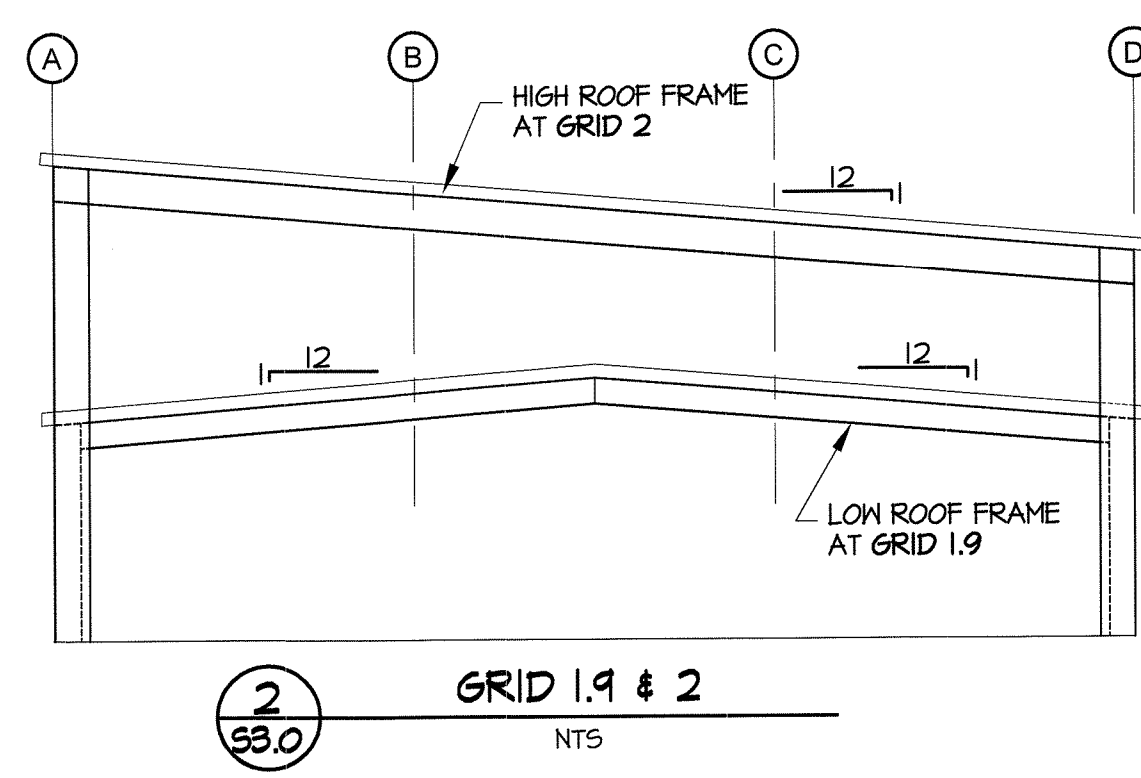 A
B
C
D
HIGH ROOF FRAME
AT GRID 2
12
1
12
1
12
1
LOW ROOF FRAME
AT GRID 1.9
2
S3.0
GRID 1.9 & 2
NTS